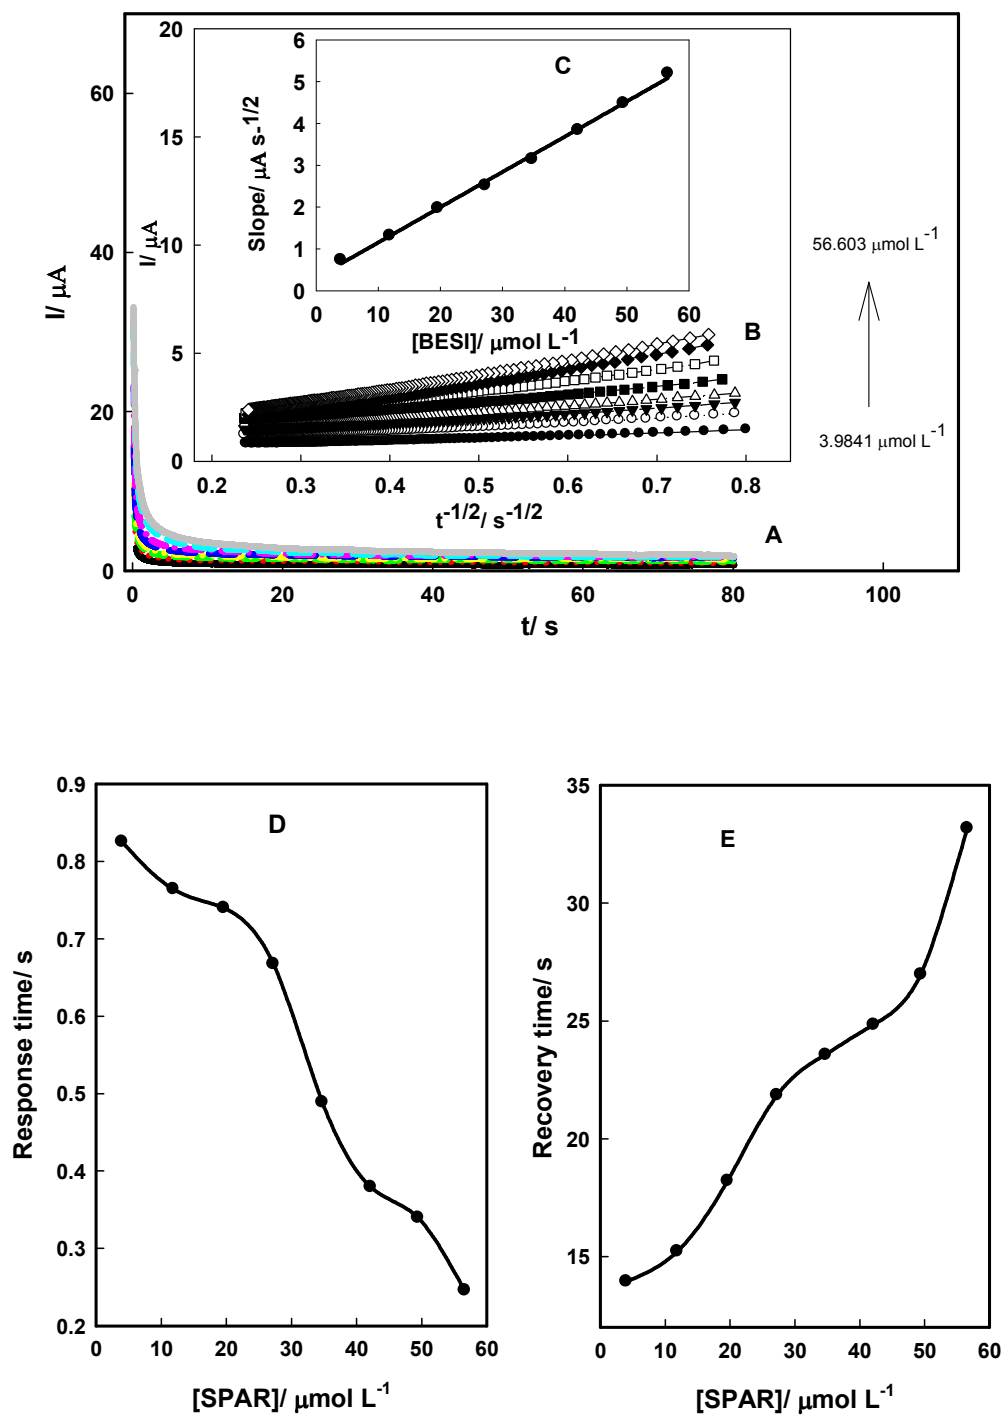 60
40
20
0
I/ μA
0 20 40 60 80 100
t/ s
A
56.603 μmol L-1
3.9841 μmol L-1
20
15
10
5
0
I/ μA
0.2 0.3 0.4 0.5 0.6 0.7 0.8
t-1/2/ s-1/2
B
6
5
4
3
2
1
0
Slope/ μA s-1/2
C
0 10 20 30 40 50 60
[BESI]/ μmol L-1
0.9
0.8
0.7
0.6
0.5
0.4
0.3
0.2
Response time/ s
D
0 10 20 30 40 50 60
[SPAR]/ μmol L-1
35
30
25
20
15
Recovery time/ s
E
0 10 20 30 40 50 60
[SPAR]/ μmol L-1